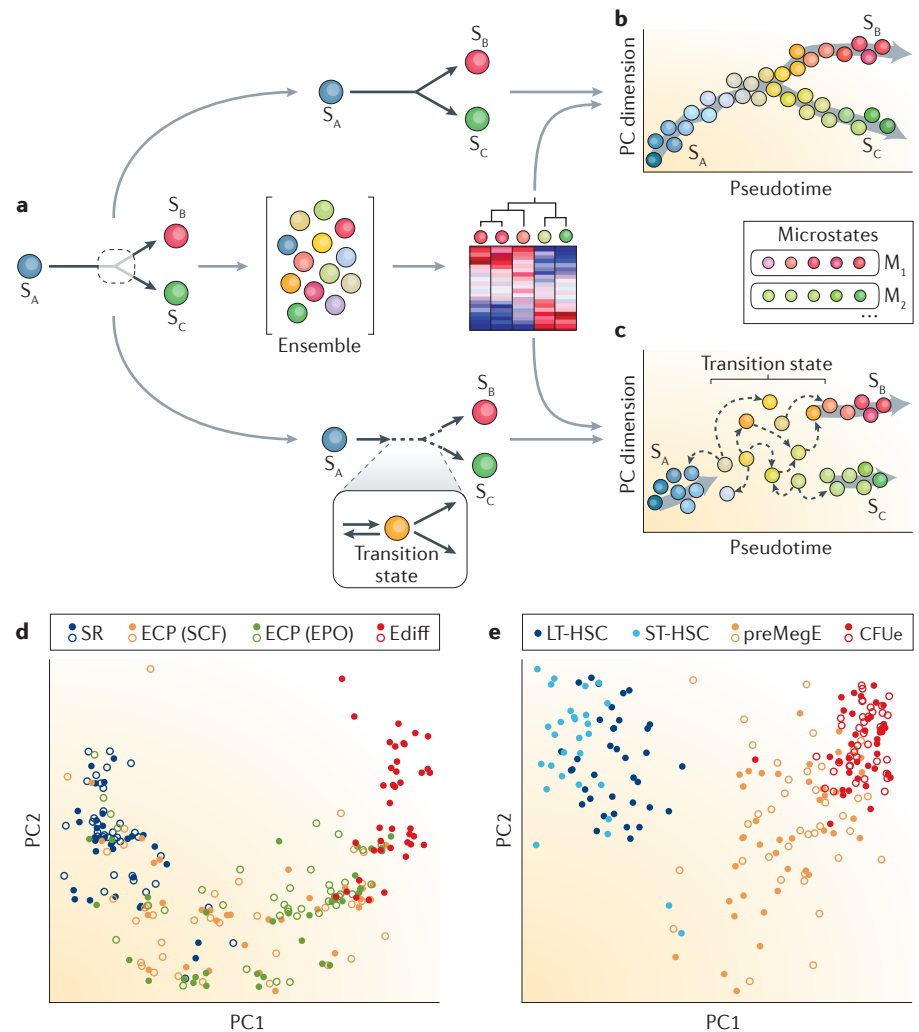 a
S_A
S_B
S_C
S_A
S_B
S_C
Ensemble
S_A
S_B
S_C
Transition
state
b
PC dimension
S_A
S_B
S_C
Pseudotime
Microstates
M_1
M_2
...
c
Transition state
PC dimension
S_A
S_B
S_C
Pseudotime
d
SR ECP (SCF) ECP (EPO) Ediff
PC2
PC1
e
LT-HSC ST-HSC preMegE CFUe
PC2
PC1